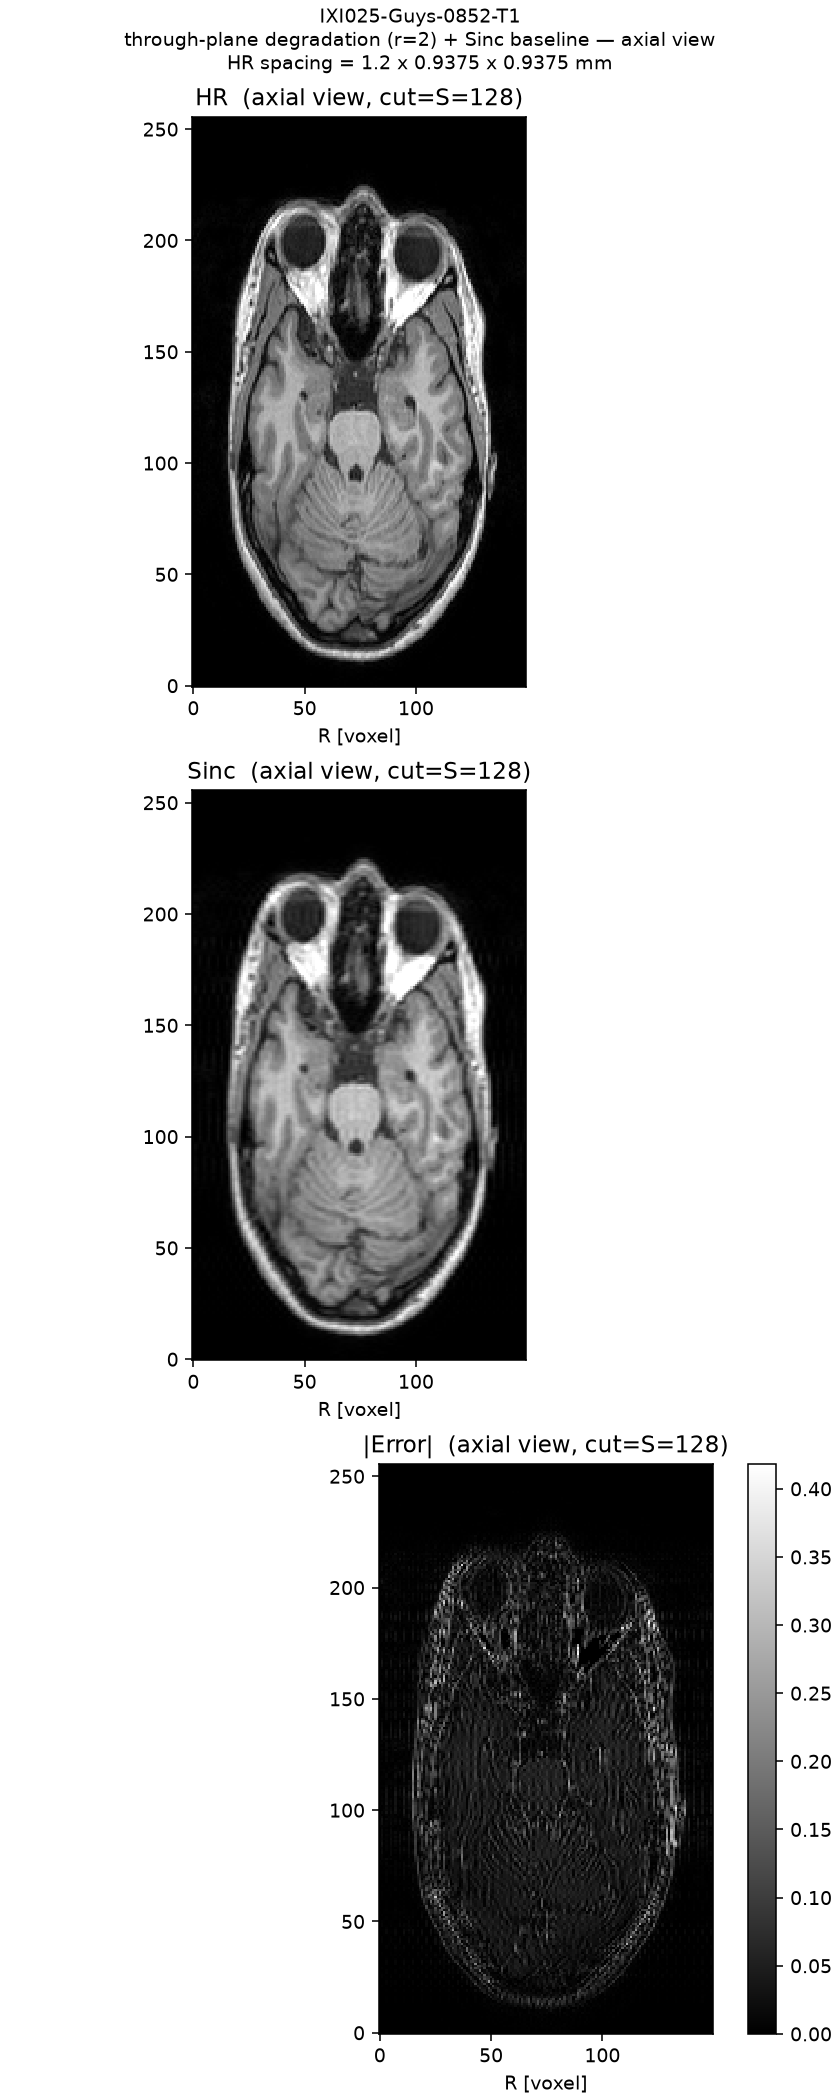 IXI025-Guys-0852-T1
through-plane degradation (r=2) + Sinc baseline — axial view
HR spacing = 1.2 x 0.9375 x 0.9375 mm
HR  (axial view, cut=S=128)
250
200
150
100
50
0
0 50 100
R [voxel]
Sinc  (axial view, cut=S=128)
250
200
150
100
50
0
0 50 100
R [voxel]
|Error|  (axial view, cut=S=128)
250
200
150
100
50
0
0 50 100
R [voxel]
0.40
0.35
0.30
0.25
0.20
0.15
0.10
0.05
0.00